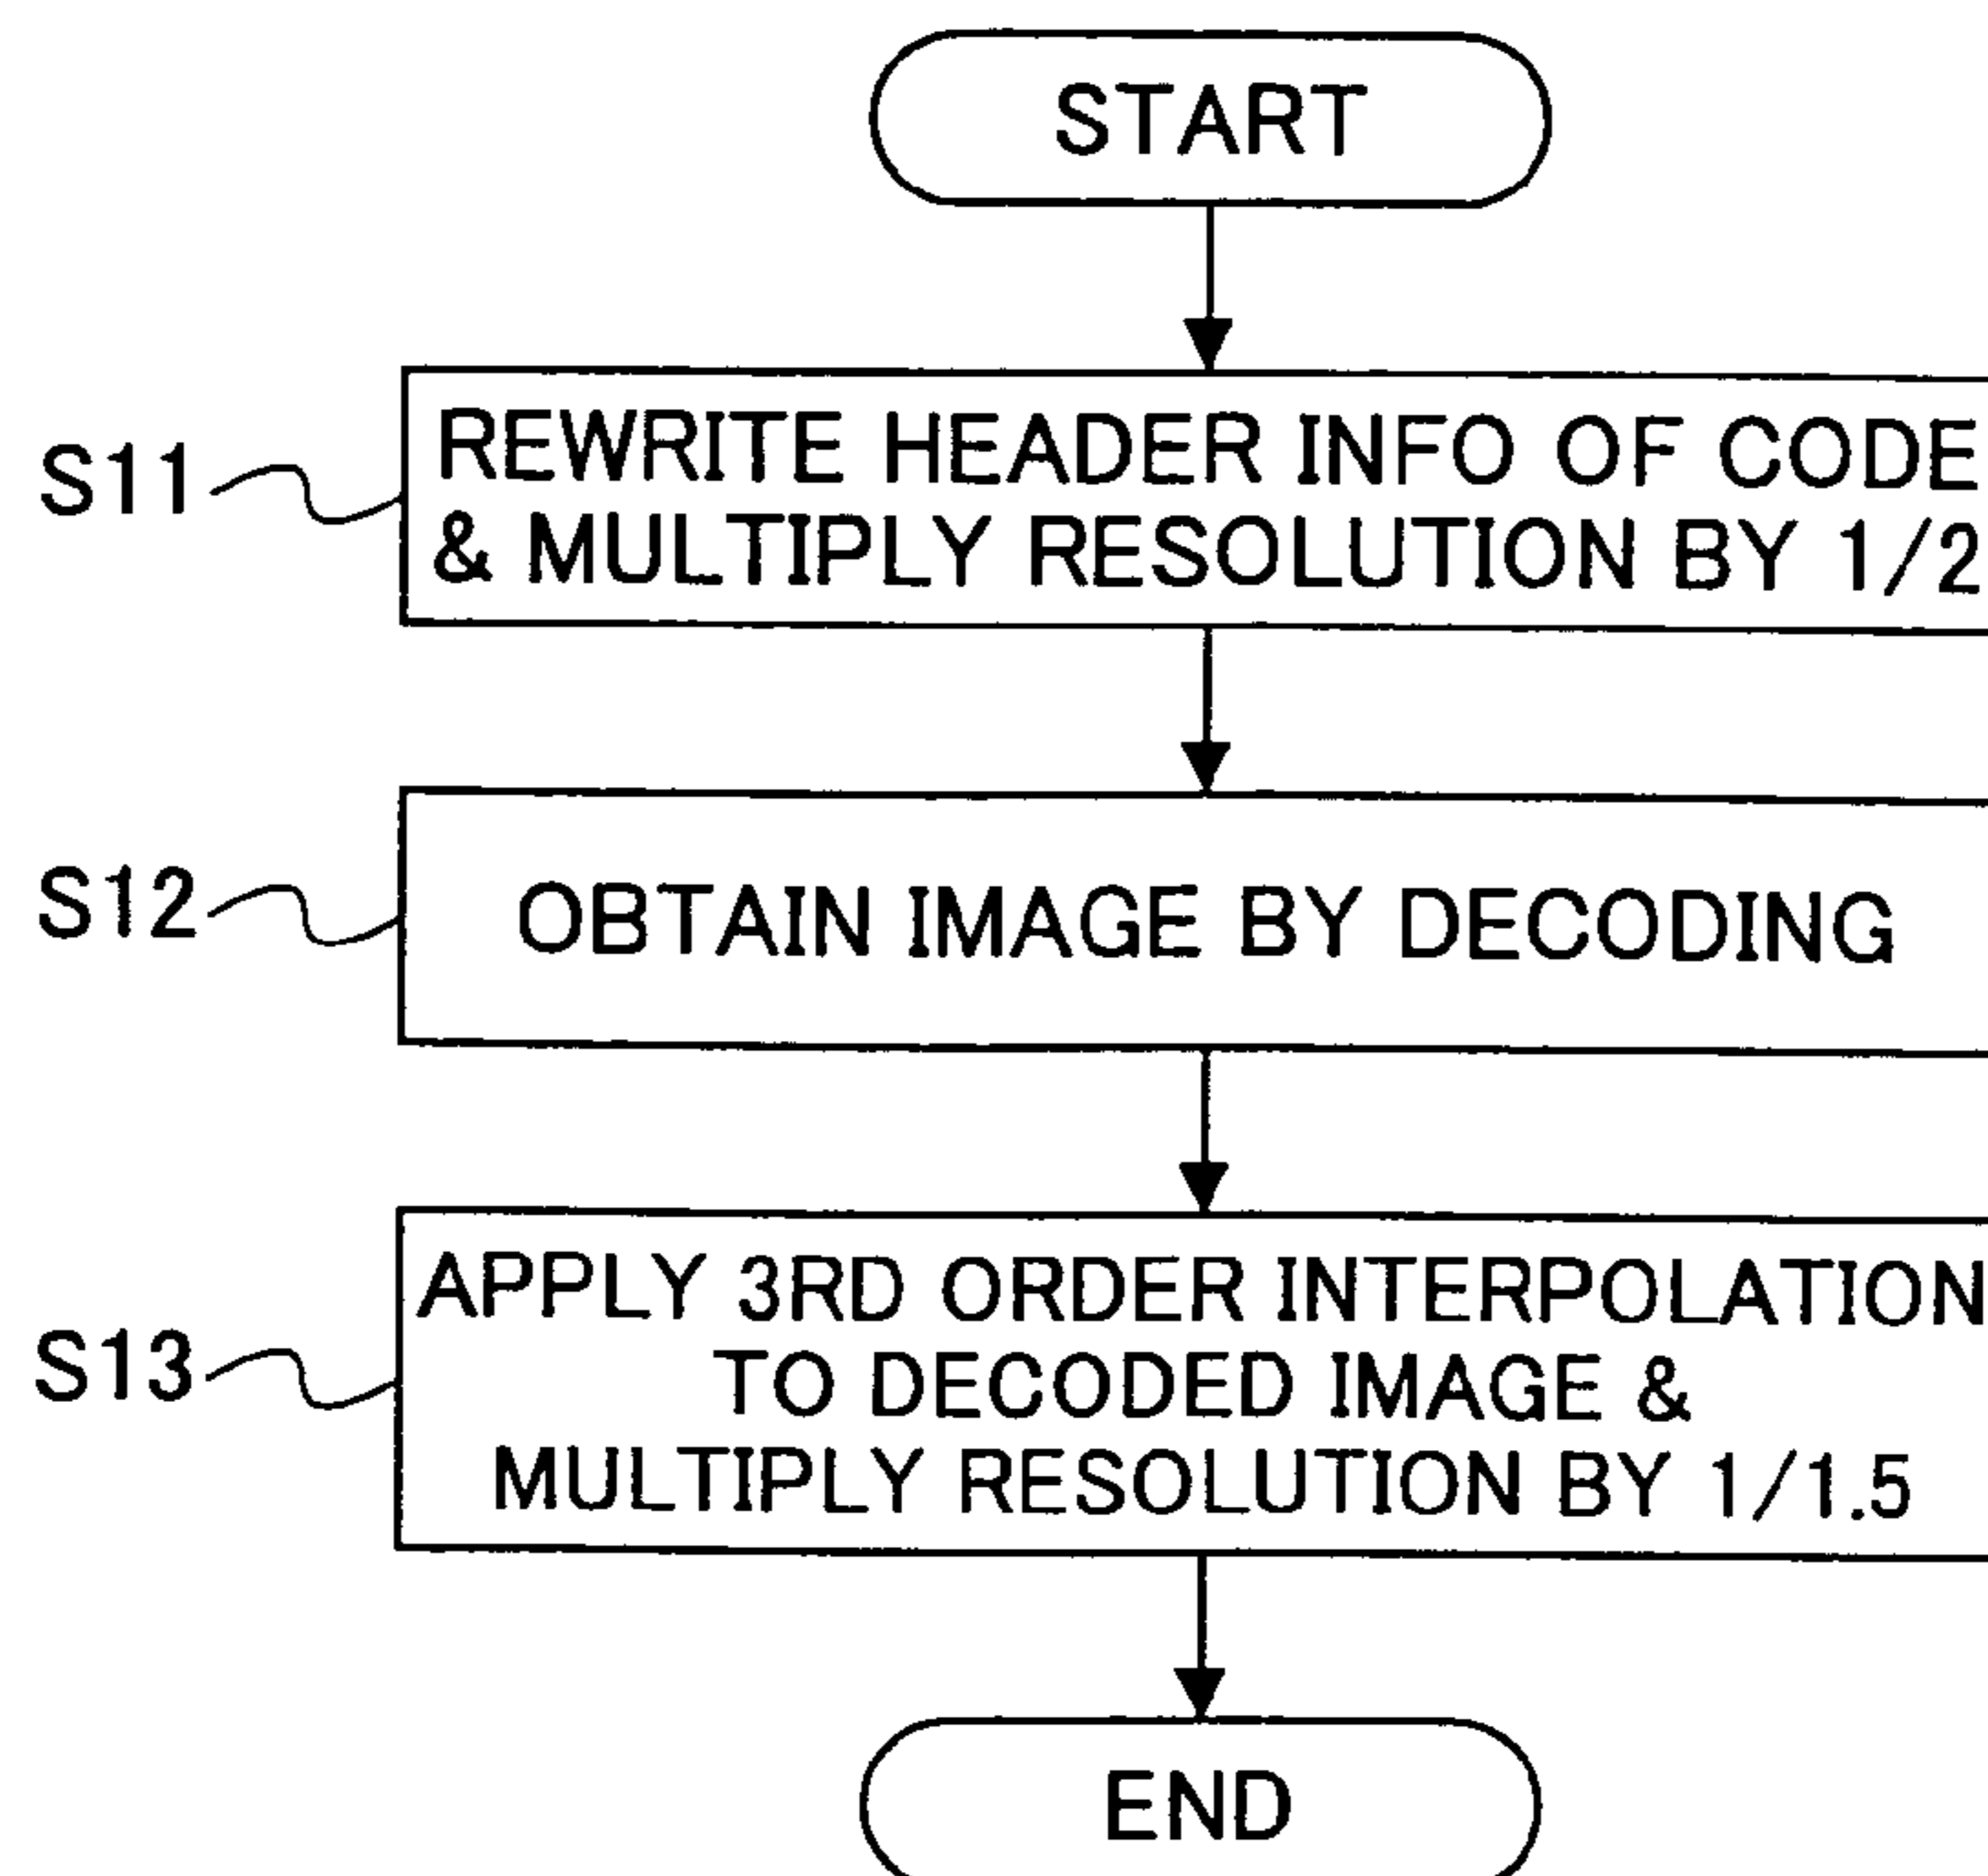 START
S11
REWRITE HEADER INFO OF CODE
& MULTIPLY RESOLUTION BY 1/2
S12
OBTAIN IMAGE BY DECODING
S13
APPLY 3RD ORDER INTERPOLATION
TO DECODED IMAGE &
MULTIPLY RESOLUTION BY 1/1.5
END